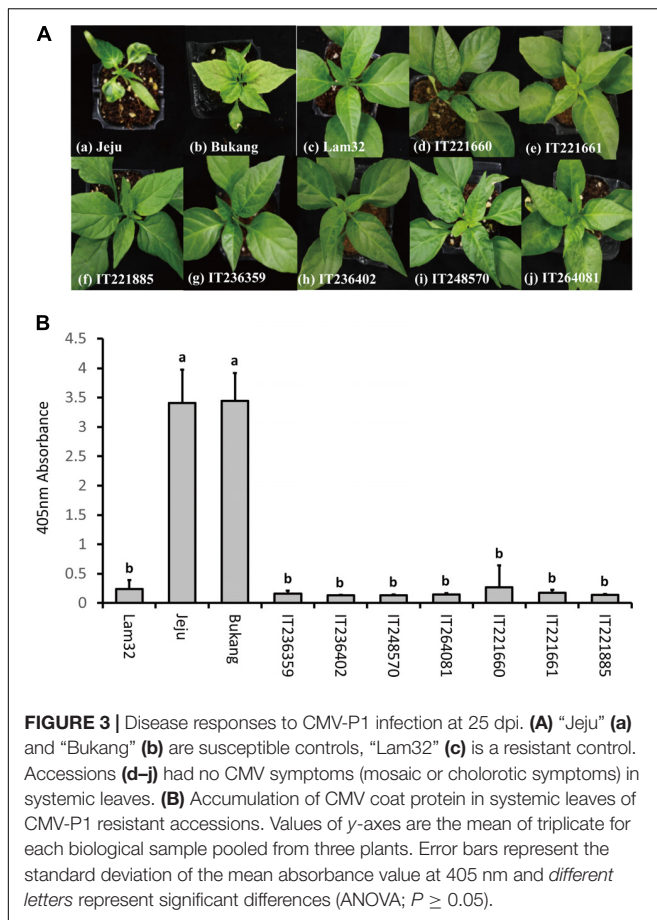 A
(a) Jeju
(b) Bukang
(c) Lam32
(d) IT221660
(e) IT221661
(f) IT221885
(g) IT236359
(h) IT236402
(i) IT248570
(j) IT264081
B
4.5
4
3.5
3
2.5
2
1.5
1
0.5
0
405nm Absorbance
b
a
a
b
b
b
b
b
b
b
Lam32
Jeju
Bukang
IT236359
IT236402
IT248570
IT264081
IT221660
IT221661
IT221885
FIGURE 3 | Disease responses to CMV-P1 infection at 25 dpi. (A) “Jeju” (a)
and “Bukang” (b) are susceptible controls, “Lam32” (c) is a resistant control.
Accessions (d–j) had no CMV symptoms (mosaic or cholorotic symptoms) in
systemic leaves. (B) Accumulation of CMV coat protein in systemic leaves of
CMV-P1 resistant accessions. Values of y-axes are the mean of triplicate for
each biological sample pooled from three plants. Error bars represent the
standard deviation of the mean absorbance value at 405 nm and different
letters represent significant differences (ANOVA; P ≥ 0.05).